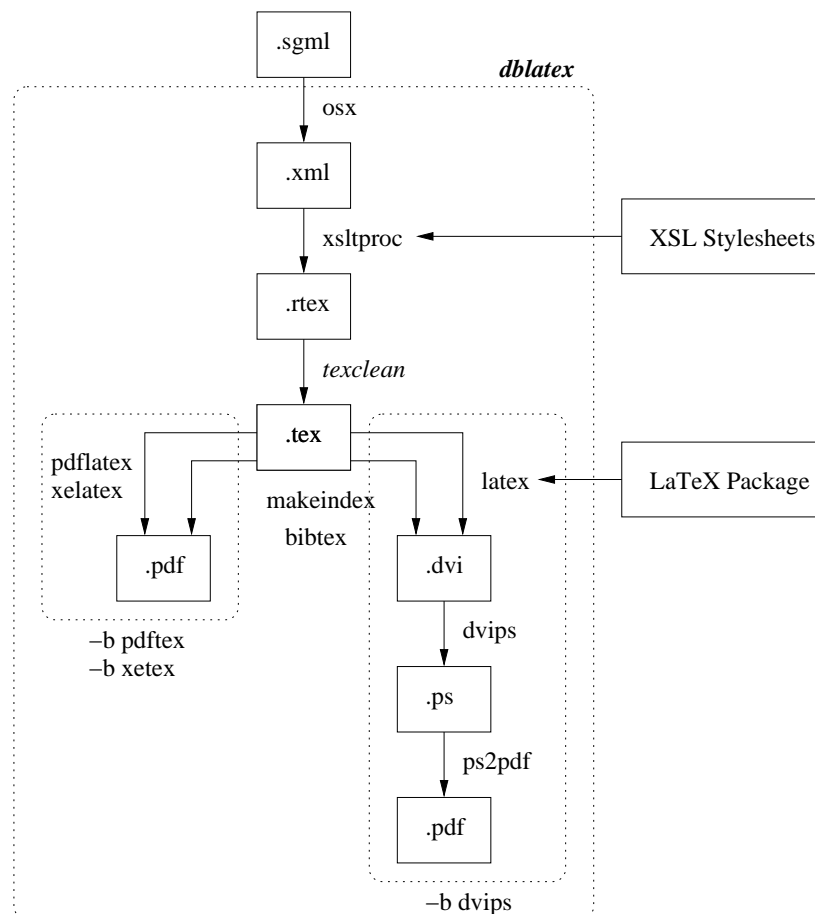 .sgml
dblatex
osx
.xml
xsltproc
XSL Stylesheets
.rtex
texclean
.tex
pdflatex
xelatex
latex
LaTeX Package
makeindex
bibtex
.pdf
.dvi
–b pdftex
–b xetex
dvips
.ps
ps2pdf
.pdf
–b dvips